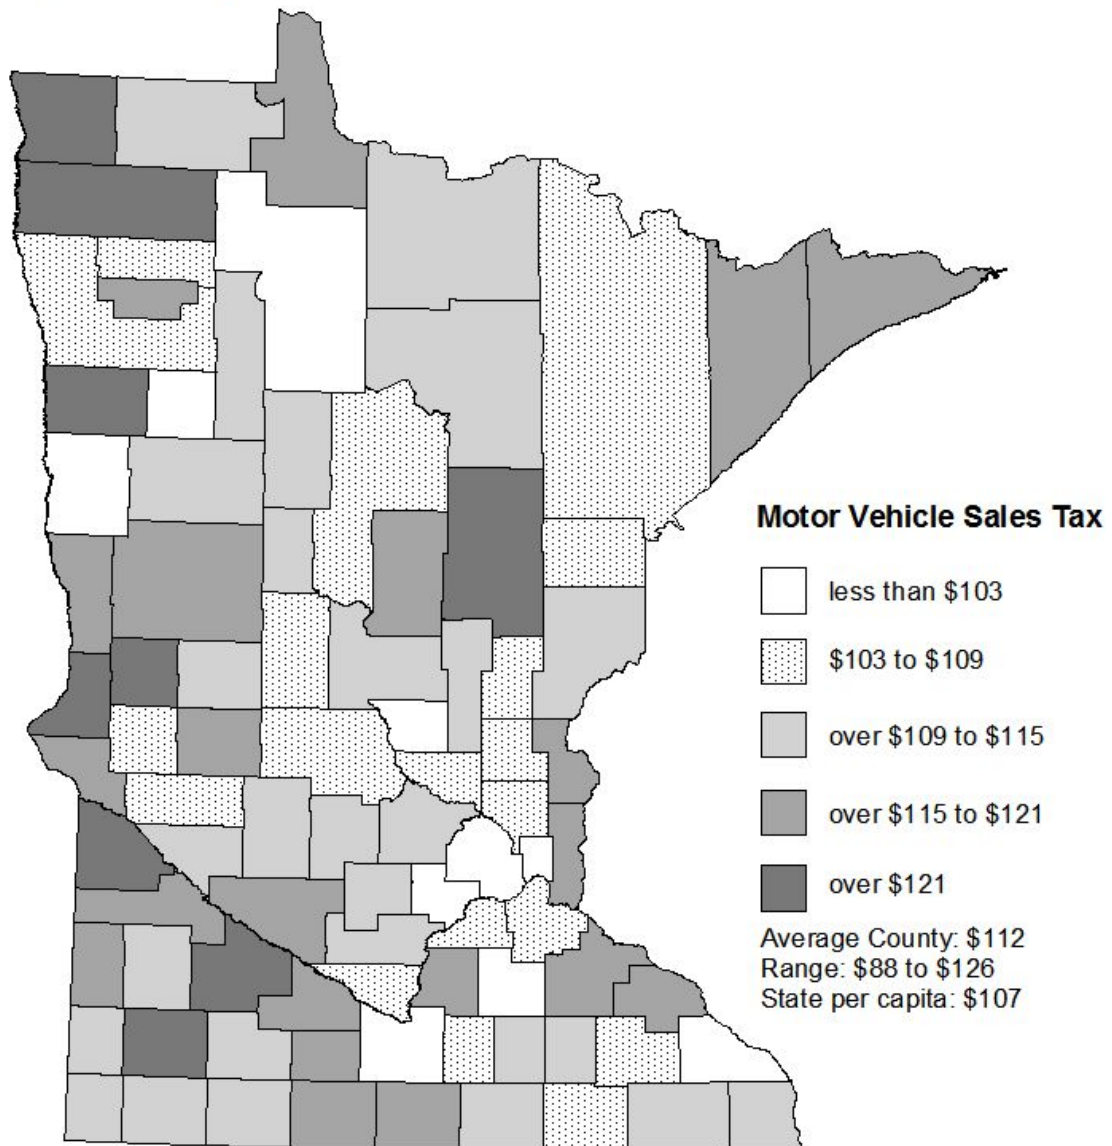 Motor Vehicle Sales Tax
less than $103
$103 to $109
over $109 to $115
over $115 to $121
over $121
Average County: $112
Range: $88 to $126
State per capita: $107